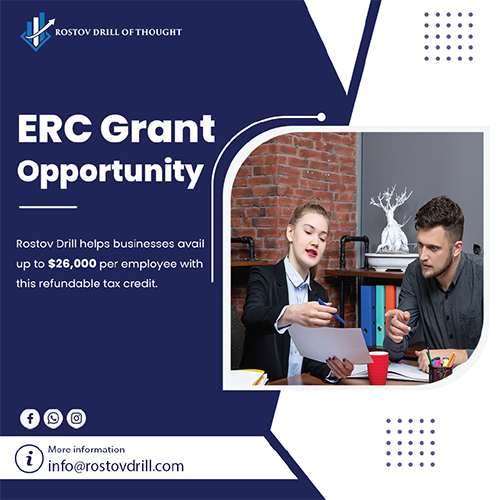 ROSTOV DRILL OF THOUGHT
ERC Grant
Opportunity
Rostov Drill helps businesses avail
up to $26,000 per employee with
this refundable tax credit.
More information
info@rostovdrill.com